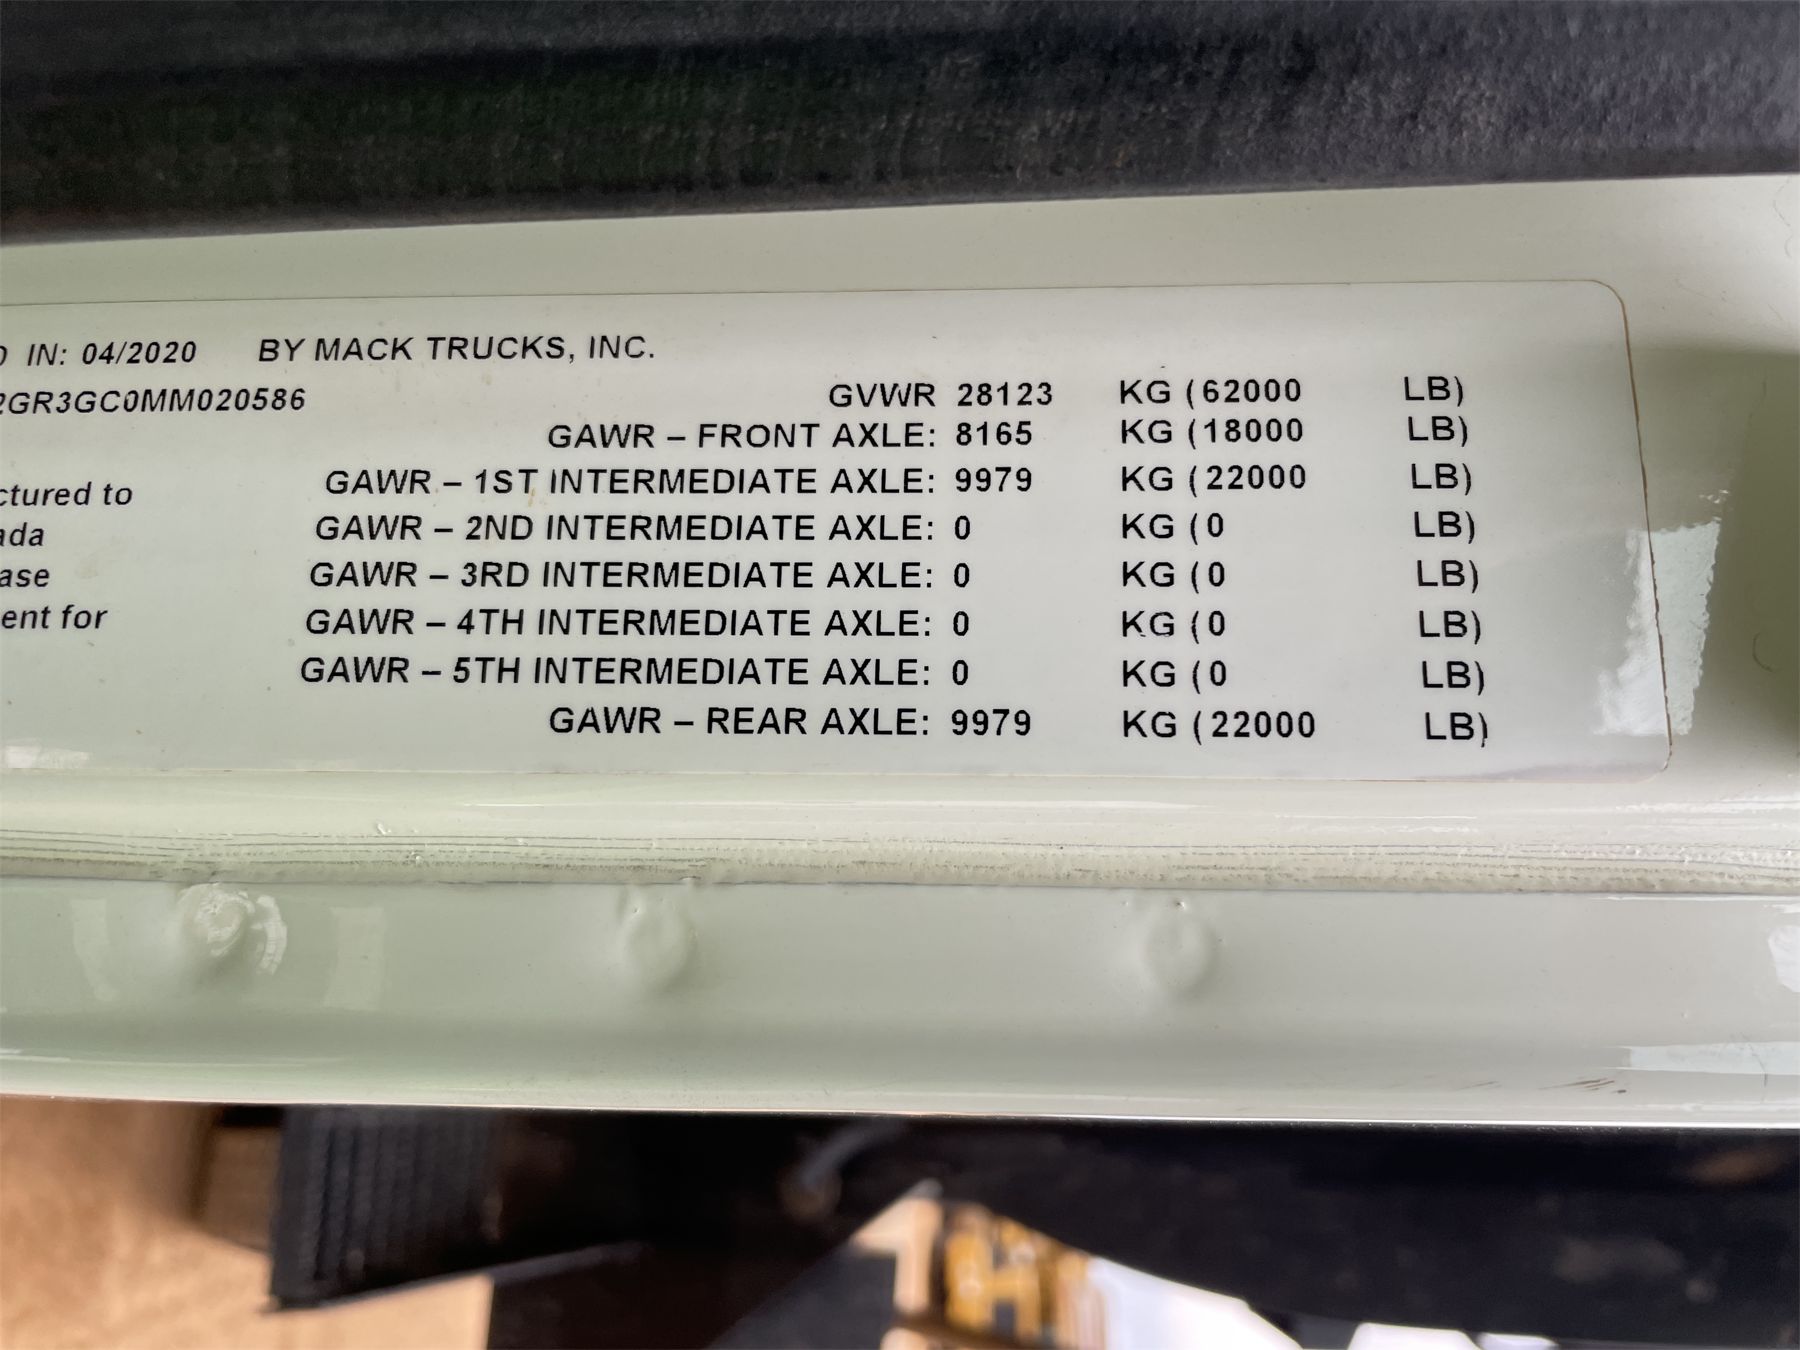 IN: 04/2020 BY MACK TRUCKS, INC.
2GR3GC0MM020586
GVWR 28123 KG (62000 LB)
GAWR – FRONT AXLE: 8165 KG (18000 LB)
GAWR – 1ST INTERMEDIATE AXLE: 9979 KG (22000 LB)
GAWR – 2ND INTERMEDIATE AXLE: 0 KG (0 LB)
GAWR – 3RD INTERMEDIATE AXLE: 0 KG (0 LB)
GAWR – 4TH INTERMEDIATE AXLE: 0 KG (0 LB)
GAWR – 5TH INTERMEDIATE AXLE: 0 KG (0 LB)
GAWR – REAR AXLE: 9979 KG (22000 LB)
ctured to
ada
ase
ent for